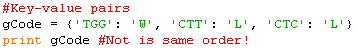 #Key-value pairs
gCode = {'TGG': 'W', 'CTT': 'L', 'CTC': 'L'}
print gCode #Not is same order!